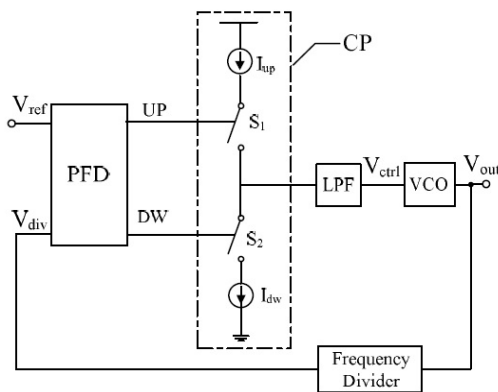 CP
I_up
V_ref
UP
S_1
PFD
LPF
V_ctrl
VCO
V_out
V_div
DW
S_2
I_dw
Frequency
Divider